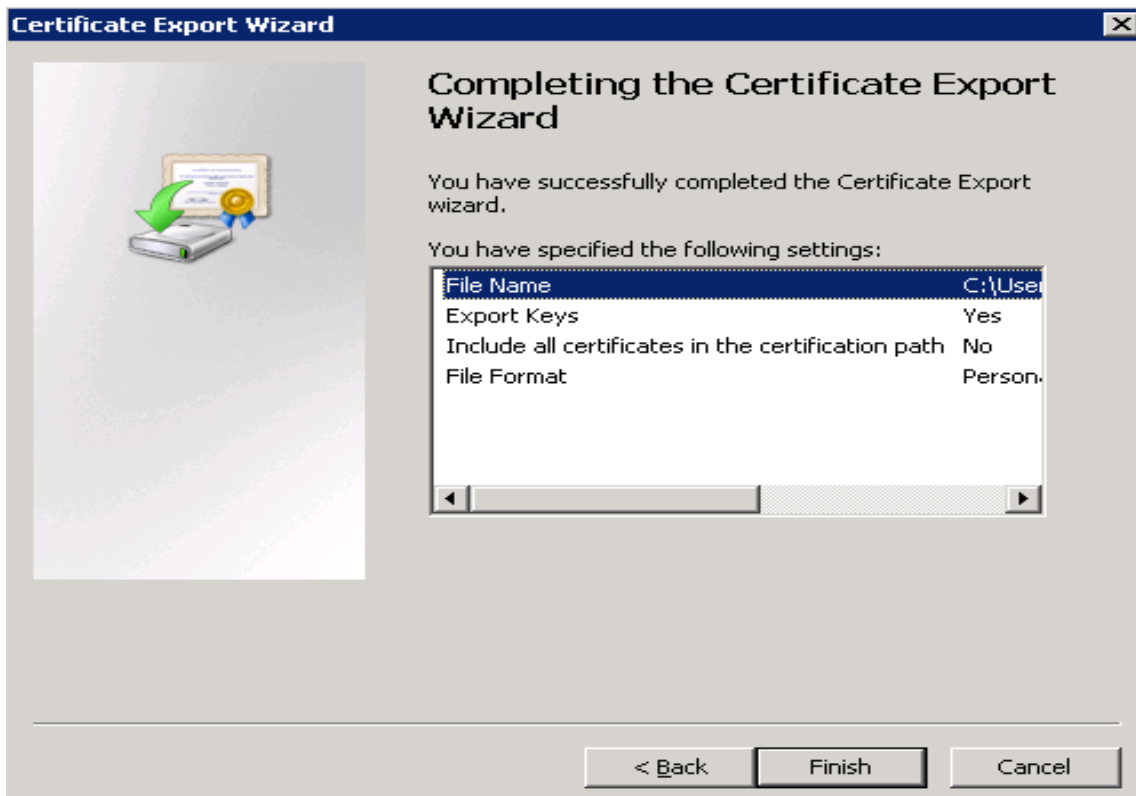 Certificate Export Wizard
Completing the Certificate Export
Wizard
You have successfully completed the Certificate Export
wizard.
You have specified the following settings:
File Name C:\User
Export Keys Yes
Include all certificates in the certification path No
File Format Person
< Back Finish Cancel